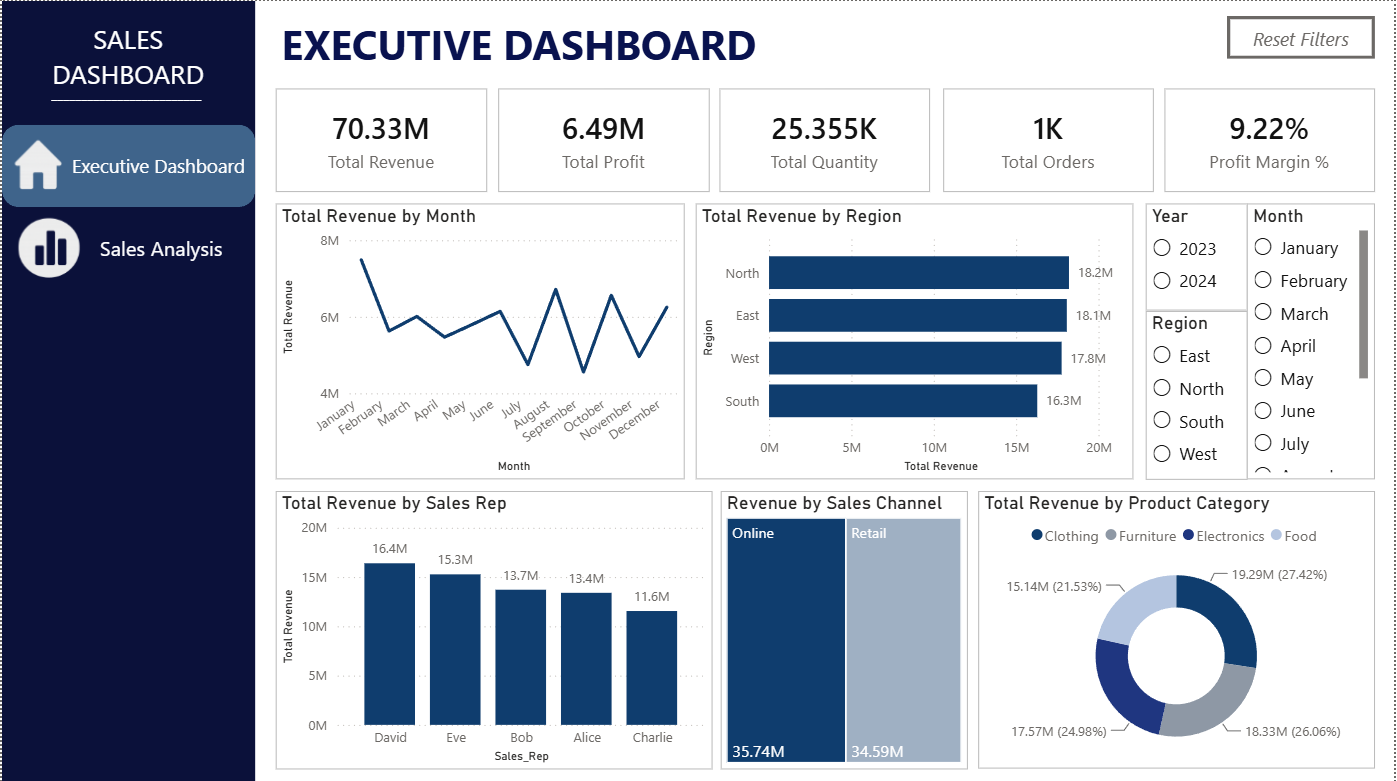 SALES
DASHBOARD
Executive Dashboard
Sales Analysis
EXECUTIVE DASHBOARD
Reset Filters
70.33M
Total Revenue
6.49M
Total Profit
25.355K
Total Quantity
1K
Total Orders
9.22%
Profit Margin %
Total Revenue by Month
Total Revenue
8M
6M
4M
January
February
March
April
May
June
July
August
September
October
November
December
Month
Total Revenue by Region
Region
North
18.2M
East
18.1M
West
17.8M
South
16.3M
0M
5M
10M
15M
20M
Total Revenue
Year
2023
2024
Region
East
North
South
West
Month
January
February
March
April
May
June
July
Total Revenue by Sales Rep
Total Revenue
20M
15M
10M
5M
0M
16.4M
15.3M
13.7M
13.4M
11.6M
David
Eve
Bob
Alice
Charlie
Sales_Rep
Revenue by Sales Channel
Online
35.74M
Retail
34.59M
Total Revenue by Product Category
Clothing
Furniture
Electronics
Food
19.29M (27.42%)
15.14M (21.53%)
17.57M (24.98%)
18.33M (26.06%)